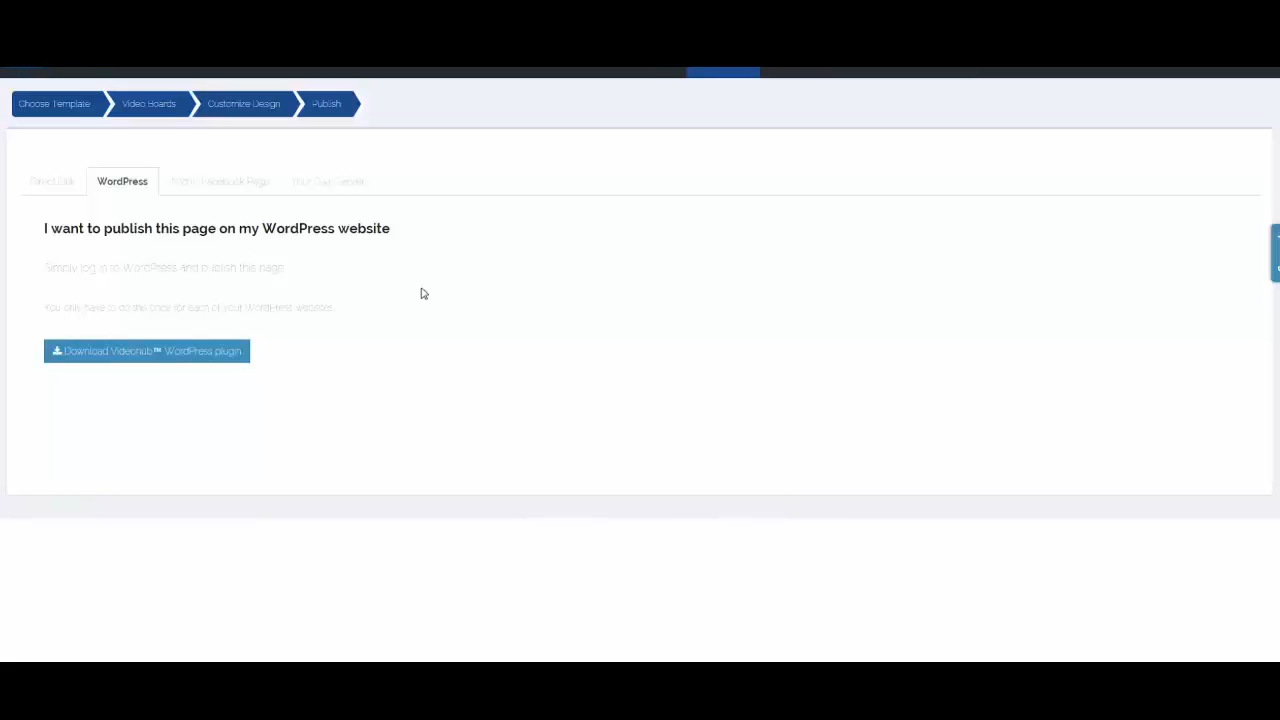 Choose Template Video Boards Customize Design Publish
Direct Link WordPress Facebook Page Your Own
I want to publish this page on my WordPress website
Simply log in to WordPress and publish this page
You only have to do this once for each of your WordPress websites
Download Videohub™ WordPress plugin